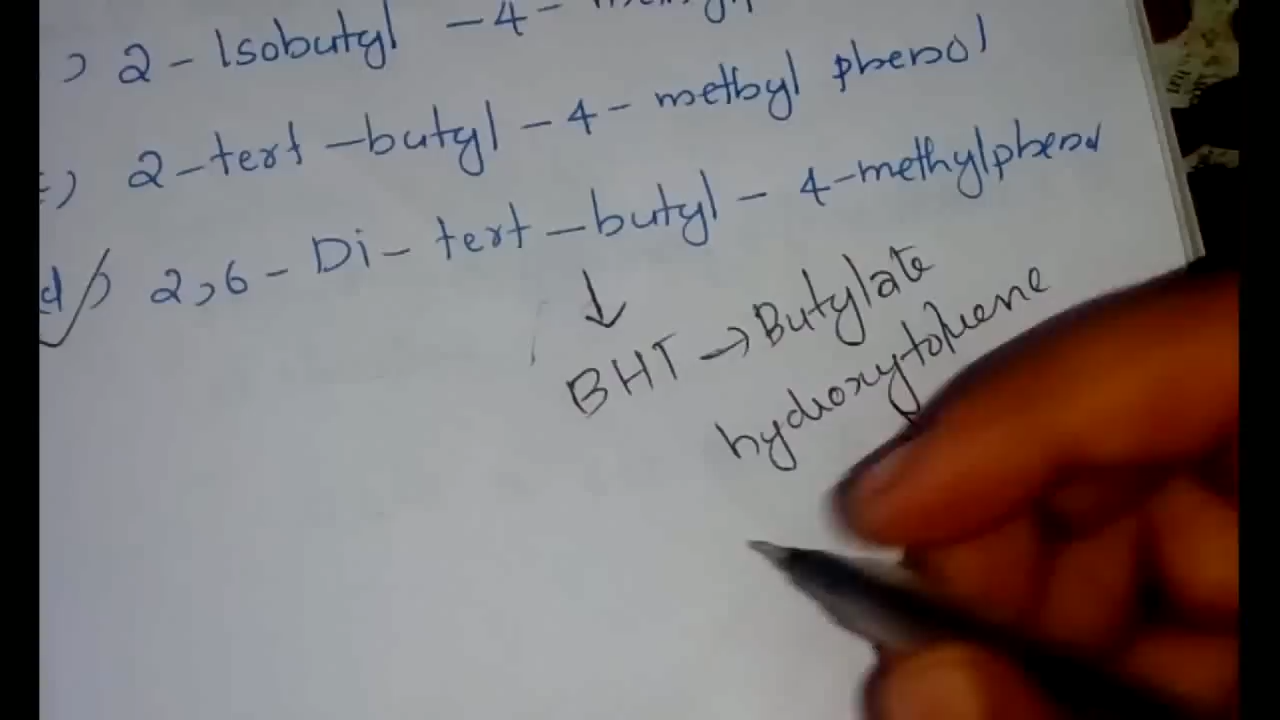 ) 2-Isobutyl -4-
) 2-tert-butyl-4-methyl phenol
d) 2,6-Di-tert-butyl-4-methylphenol
BHT → Butylate
hydroxytoluene